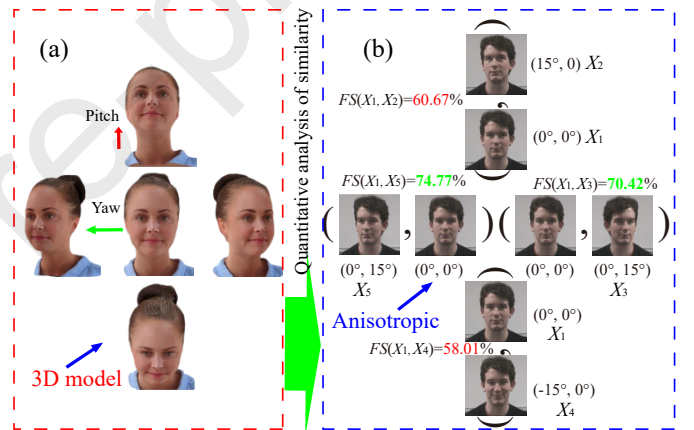 (a)
Pitch
Yaw
3D model
Quantitative analysis of similarity
(b)
(15°, 0) X₂
FS(X₁, X₂)=60.67%
(0°, 0°) X₁
FS(X₁, X₅)=74.77%
FS(X₁, X₃)=70.42%
( , ) ( , )
(0°, 15°)
X₅
(0°, 0°)
(0°, 0°)
(0°, 15°)
X₃
Anisotropic
(0°, 0°)
X₁
FS(X₁, X₄)=58.01%
(-15°, 0°)
X₄